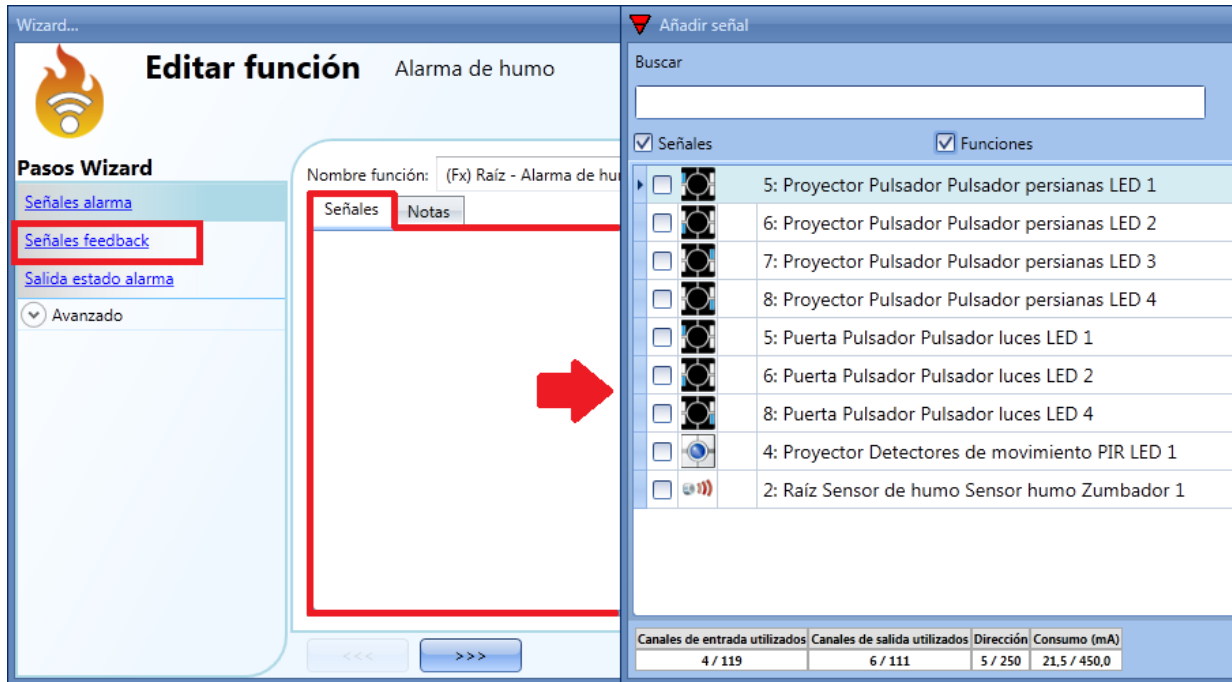 Wizard...
Editar función
Alarma de humo
Pasos Wizard
Señales alarma
Señales feedback
Salida estado alarma
Avanzado
Nombre función:
(Fx) Raíz - Alarma de hu
Señales
Notas
<<<
>>>
Añadir señal
Buscar
Señales
Funciones
5: Proyector Pulsador Pulsador persianas LED 1
6: Proyector Pulsador Pulsador persianas LED 2
7: Proyector Pulsador Pulsador persianas LED 3
8: Proyector Pulsador Pulsador persianas LED 4
5: Puerta Pulsador Pulsador luces LED 1
6: Puerta Pulsador Pulsador luces LED 2
8: Puerta Pulsador Pulsador luces LED 4
4: Proyector Detectores de movimiento PIR LED 1
2: Raíz Sensor de humo Sensor humo Zumbador 1
Canales de entrada utilizados Canales de salida utilizados Dirección Consumo (mA)
4 / 119 6 / 111 5 / 250 21,5 / 450,0